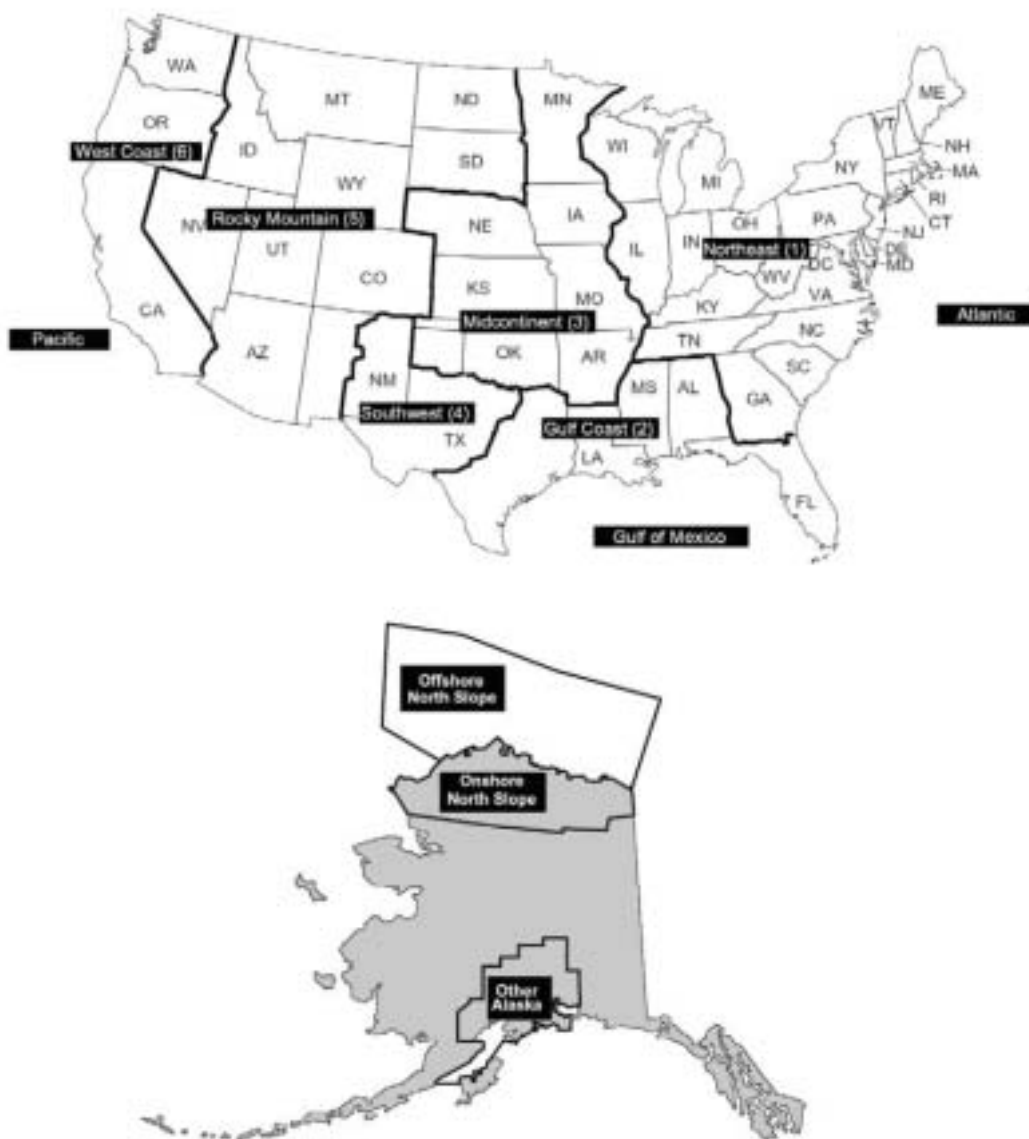 WA
MT
ND
MN
ME
OR
VT
NH
West Coast (6)
ID
SD
WI
NY
MA
WY
MI
RI
Rocky Mountain (5)
NV
NE
IA
OH
PA
CT
NJ
UT
IL
IN
Northeast (1)
DE
DC
MD
CO
KS
MO
WV
VA
CA
KY
Midcontinent (3)
Atlantic
Pacific
AZ
OK
AR
TN
NC
NM
MS
AL
SC
GA
Southwest (4)
Gulf Coast (2)
TX
LA
FL
Gulf of Mexico
Offshore
North Slope
Onshore
North Slope
Other
Alaska